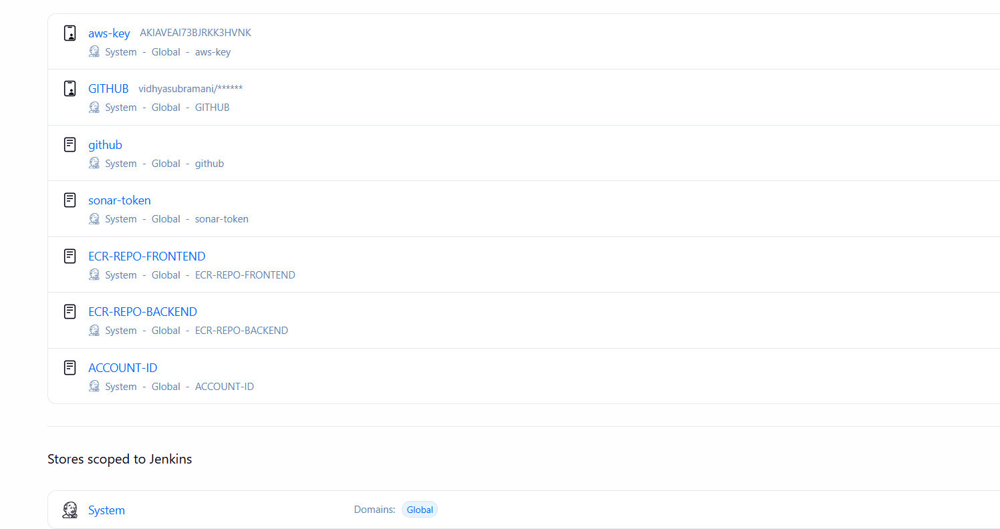 aws-key AKIAVEAI73BJRKK3HVNK
System - Global - aws-key
GITHUB vidhyasubramani/******
System - Global - GITHUB
github
System - Global - github
sonar-token
System - Global - sonar-token
ECR-REPO-FRONTEND
System - Global - ECR-REPO-FRONTEND
ECR-REPO-BACKEND
System - Global - ECR-REPO-BACKEND
ACCOUNT-ID
System - Global - ACCOUNT-ID
Stores scoped to Jenkins
System Domains: Global